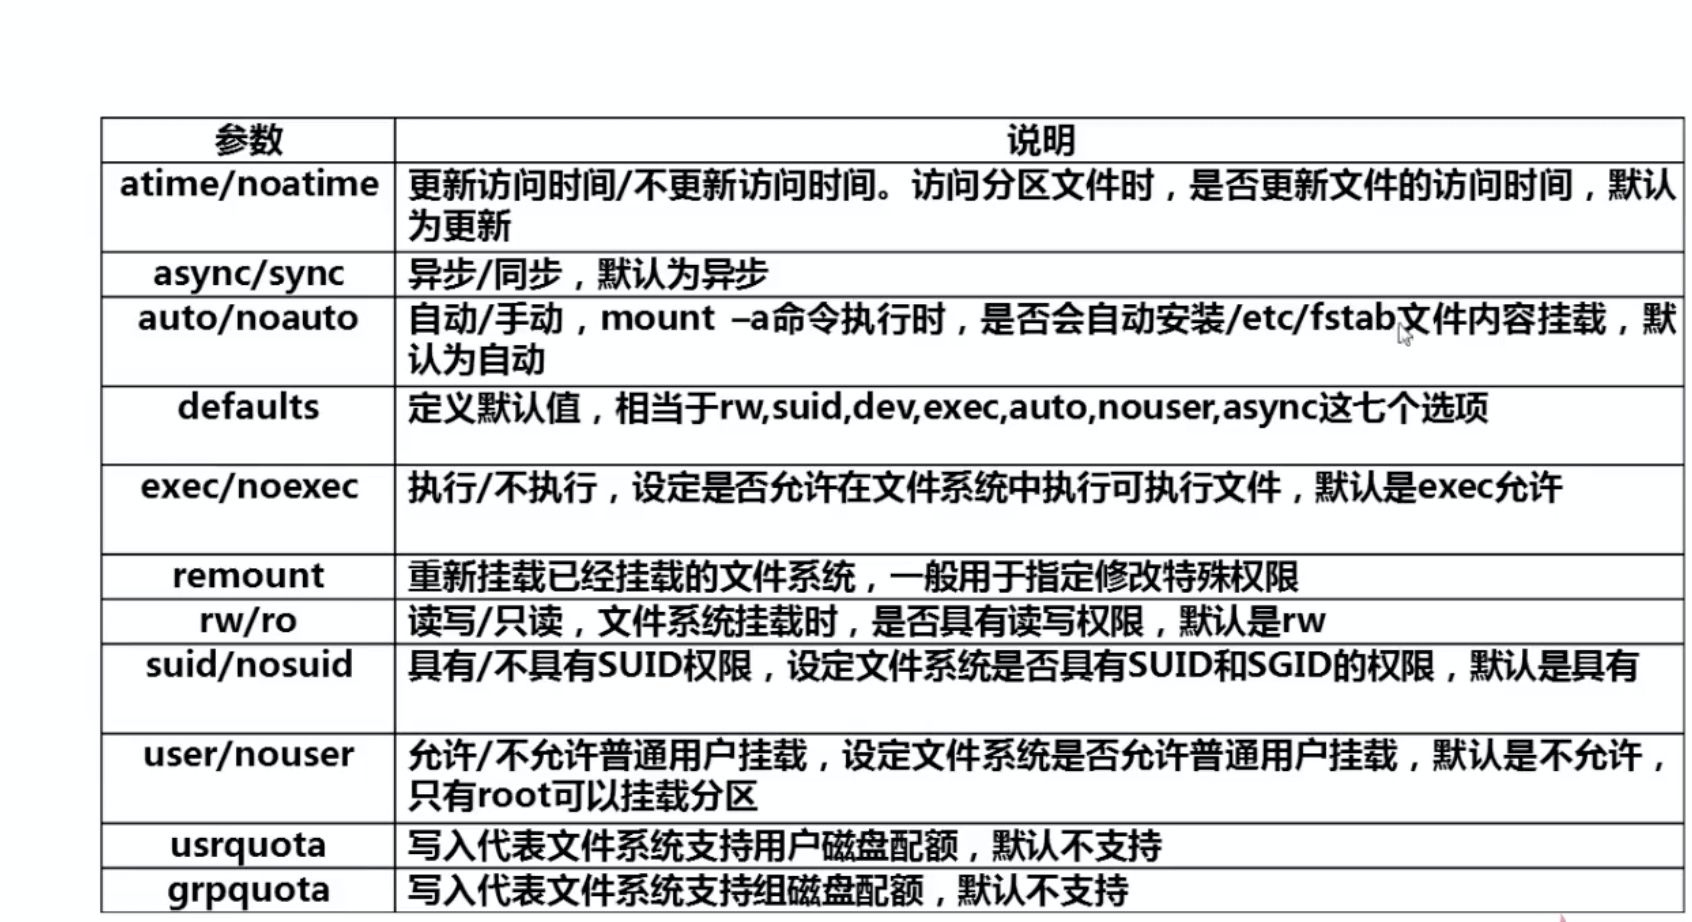 参数 说明
atime/noatime 更新访问时间/不更新访问时间。访问分区文件时，是否更新文件的访问时间，默认
为更新
async/sync 异步/同步，默认为异步
auto/noauto 自动/手动，mount –a命令执行时，是否会自动安装/etc/fstab文件内容挂载，默
认为自动
defaults 定义默认值，相当于rw,suid,dev,exec,auto,nouser,async这七个选项
exec/noexec 执行/不执行，设定是否允许在文件系统中执行可执行文件，默认是exec允许
remount 重新挂载已经挂载的文件系统，一般用于指定修改特殊权限
rw/ro 读写/只读，文件系统挂载时，是否具有读写权限，默认是rw
suid/nosuid 具有/不具有SUID权限，设定文件系统是否具有SUID和SGID的权限，默认是具有
user/nouser 允许/不允许普通用户挂载，设定文件系统是否允许普通用户挂载，默认是不允许，
只有root可以挂载分区
usrquota 写入代表文件系统支持用户磁盘配额，默认不支持
grpquota 写入代表文件系统支持组磁盘配额，默认不支持